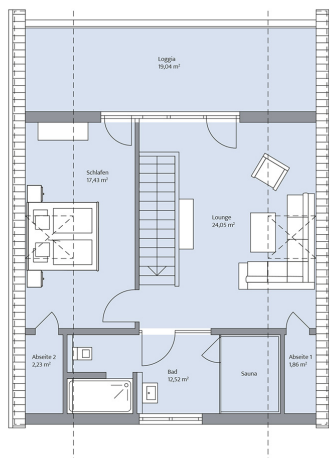 Loggia
19,04 m²
Schlafen
17,43 m²
Lounge
24,05 m²
Abseite 2
2,23 m²
Bad
12,52 m²
Sauna
Abseite 1
1,86 m²